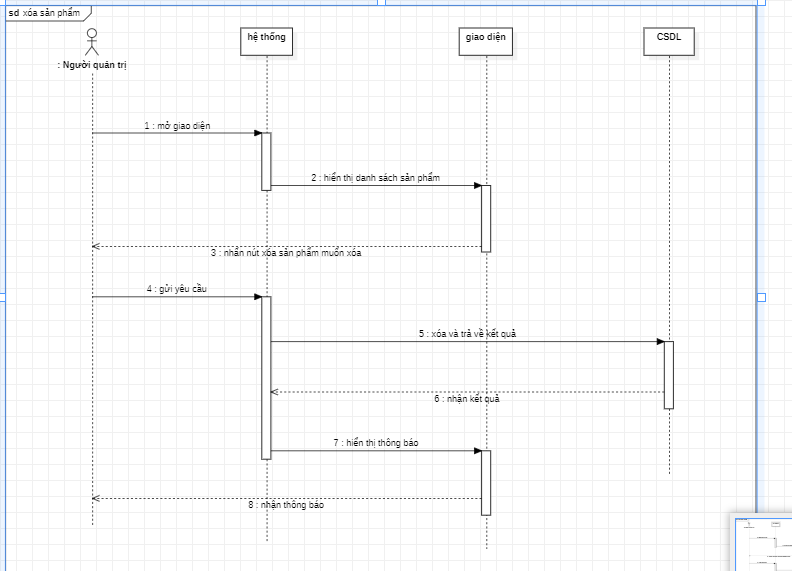 sd xóa sản phẩm
hệ thống
giao diện
CSDL
: Người quản trị
1 : mở giao diện
2 : hiển thị danh sách sản phẩm
3 : nhấn nút xóa sản phẩm muốn xóa
4 : gửi yêu cầu
5 : xóa và trả về kết quả
6 : nhận kết quả
7 : hiển thị thông báo
8 : nhận thông báo